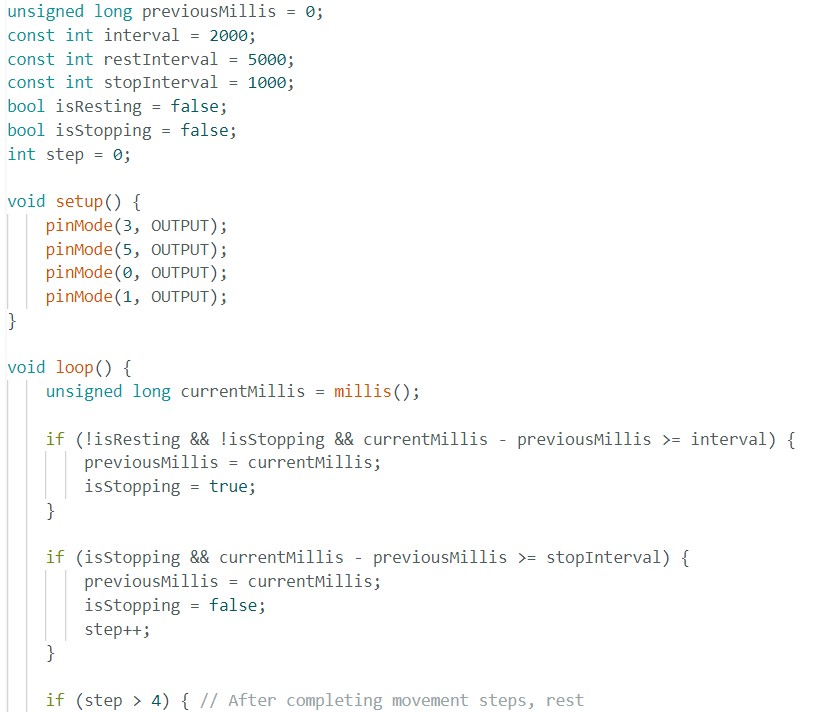 unsigned long previousMillis = 0;
const int interval = 2000;
const int restInterval = 5000;
const int stopInterval = 1000;
bool isResting = false;
bool isStopping = false;
int step = 0;

void setup() {
    pinMode(3, OUTPUT);
    pinMode(5, OUTPUT);
    pinMode(0, OUTPUT);
    pinMode(1, OUTPUT);
}

void loop() {
    unsigned long currentMillis = millis();

    if (!isResting && !isStopping && currentMillis - previousMillis >= interval) {
        previousMillis = currentMillis;
        isStopping = true;
    }

    if (isStopping && currentMillis - previousMillis >= stopInterval) {
        previousMillis = currentMillis;
        isStopping = false;
        step++;
    }

    if (step > 4) { // After completing movement steps, rest